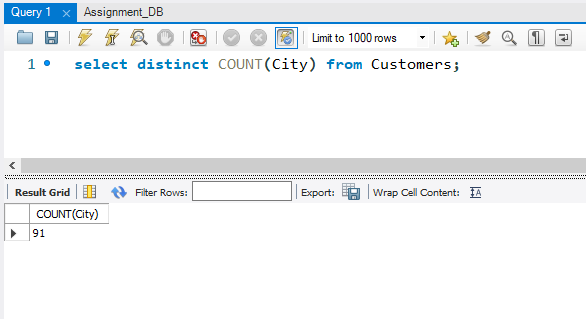 Query 1 Assignment_DB
Limit to 1000 rows
1 select distinct COUNT(City) from Customers;
Result Grid Filter Rows: Export: Wrap Cell Content:
COUNT(City)
91